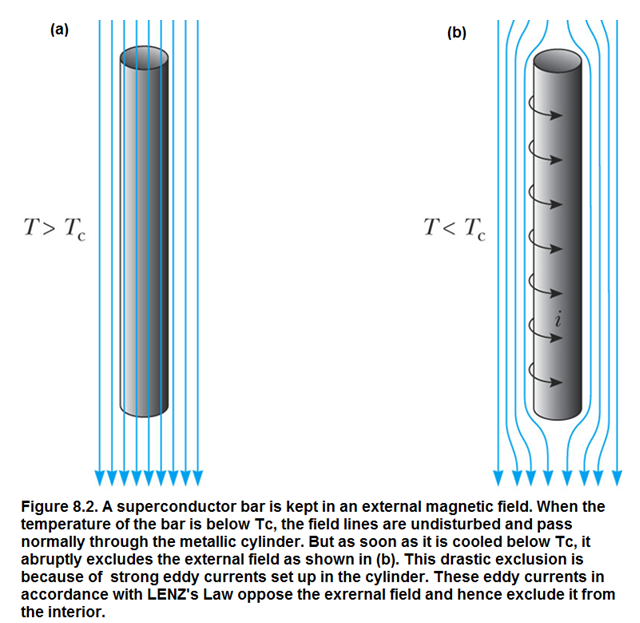 (a)
(b)
T > Tc
T < Tc
i
Figure 8.2. A superconductor bar is kept in an external magnetic field. When the
temperature of the bar is below Tc, the field lines are undisturbed and pass
normally through the metallic cylinder. But as soon as it is cooled below Tc, it
abruptly excludes the external field as shown in (b). This drastic exclusion is
because of strong eddy currents set up in the cylinder. These eddy currents in
accordance with LENZ's Law oppose the exrernal field and hence exclude it from
the interior.